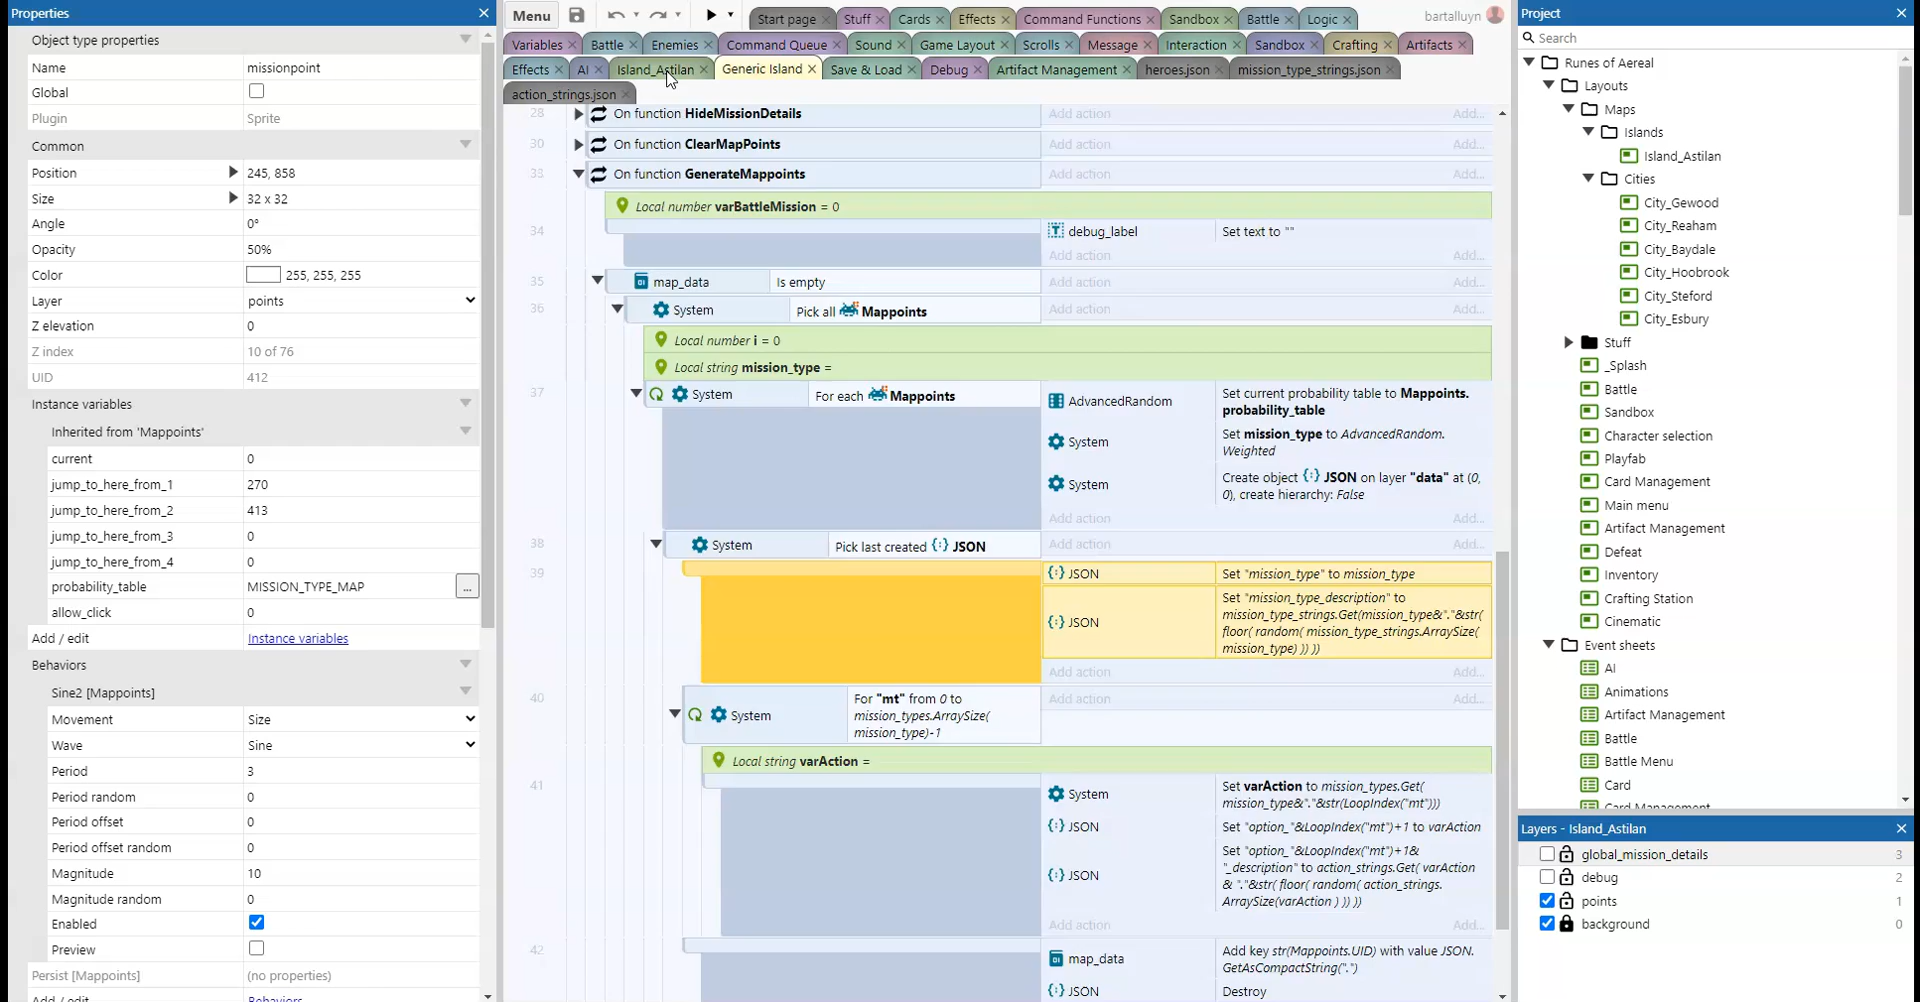 Properties
Object type properties
Name missionpoint
Global
Plugin Sprite
Common
Position 245, 858
Size 32 x 32
Angle 0°
Opacity 50%
Color 255, 255, 255
Layer points
Z elevation 0
Z index 10 of 76
UID 412
Instance variables
Inherited from 'Mappoints'
current 0
jump_to_here_from_1 270
jump_to_here_from_2 413
jump_to_here_from_3 0
jump_to_here_from_4 0
probability_table MISSION_TYPE_MAP ...
allow_click 0
Add / edit Instance variables
Behaviors
Sine2 [Mappoints]
Movement Size
Wave Sine
Period 3
Period random 0
Period offset 0
Period offset random 0
Magnitude 10
Magnitude random 0
Enabled
Preview
Persist [Mappoints] (no properties)
Add / edit Behaviors
Menu Start page Stuff Cards Effects Command Functions Sandbox Battle Logic bartalluyn
Variables Battle Enemies Command Queue Sound Game Layout Scrolls Message Interaction Sandbox Crafting Artifacts
Effects AI Island_Astilan Generic Island Save & Load Debug Artifact Management heroes.json mission_type_strings.json
action_strings.json
28 On function HideMissionDetails Add action Add...
30 On function ClearMapPoints Add action Add...
33 On function GenerateMappoints Add action Add...
Local number varBattleMission = 0
34 debug_label Set text to ""
Add action Add...
35 map_data Is empty Add action Add...
36 System Pick all Mappoints Add action Add...
Local number i = 0
Local string mission_type =
37 System For each Mappoints AdvancedRandom Set current probability table to Mappoints.
probability_table
System Set mission_type to AdvancedRandom.
Weighted
System Create object JSON on layer "data" at (0,
0), create hierarchy: False
Add action Add...
38 System Pick last created JSON Add action Add...
39 JSON Set "mission_type" to mission_type
JSON Set "mission_type_description" to
mission_type_strings.Get(mission_type&"."&str(
floor( random( mission_type_strings.ArraySize(
mission_type) )) ))
Add action Add...
40 System For "mt" from 0 to
mission_types.ArraySize(
mission_type)-1
Add action Add...
Local string varAction =
41 System Set varAction to mission_types.Get(
mission_type&"."&str(LoopIndex("mt")))
JSON Set "option_"&LoopIndex("mt")+1 to varAction
JSON Set "option_"&LoopIndex("mt")+1&
"_description" to action_strings.Get( varAction
& "."&str( floor( random( action_strings.
ArraySize(varAction ) )) ))
Add action Add...
42 map_data Add key str(Mappoints.UID) with value JSON.
GetAsCompactString(".")
JSON Destroy
Project
Search
Runes of Aereal
Layouts
Maps
Islands
Island_Astilan
Cities
City_Gewood
City_Reaham
City_Baydale
City_Hoobrook
City_Steford
City_Esbury
Stuff
_Splash
Battle
Sandbox
Character selection
Playfab
Card Management
Main menu
Artifact Management
Defeat
Inventory
Crafting Station
Cinematic
Event sheets
AI
Animations
Artifact Management
Battle
Battle Menu
Card
Card Management
Layers - Island_Astilan
global_mission_details 3
debug 2
points 1
background 0